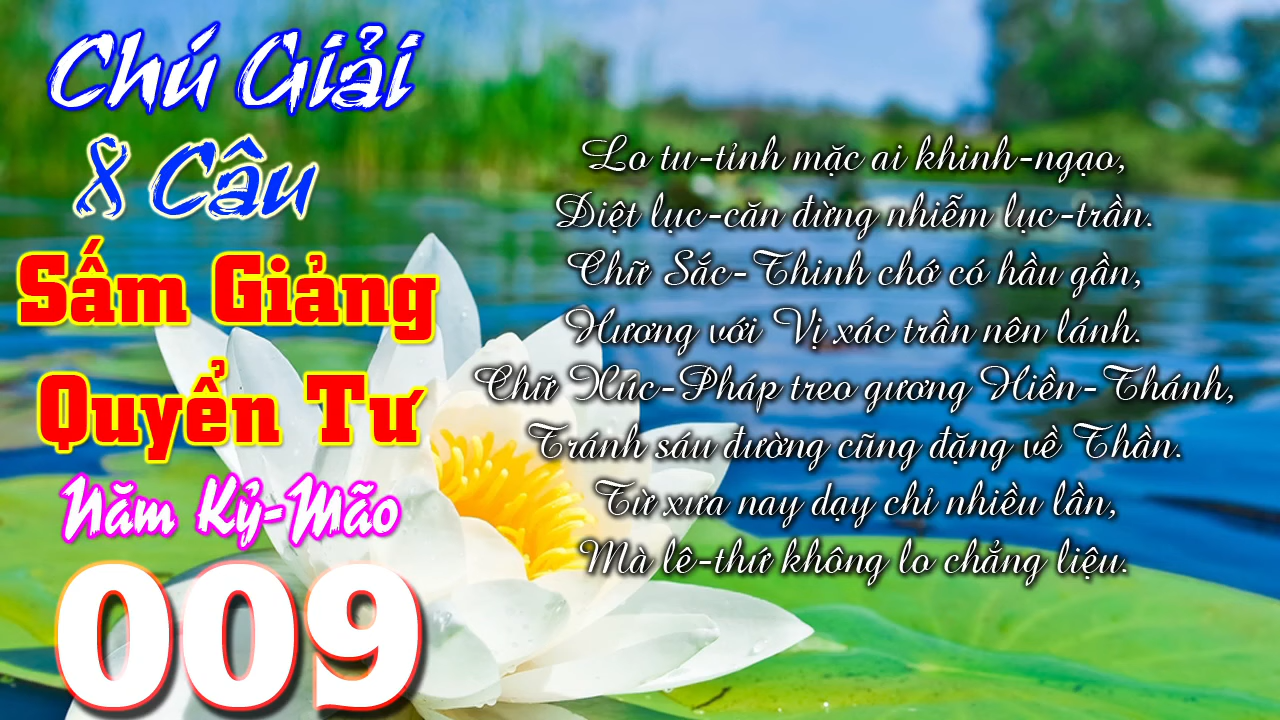 Chú Giải
8 Câu
Sấm Giảng
Quyển Tư
Năm Kỷ-Mão
009
Lo tu-tỉnh mặc ai khinh-ngạo,
Diệt lục-căn đừng nhiễm lục-trần.
Chữ Sắc-Thinh chớ có hầu gần,
Hương với Vị xác trần nên lánh.
Chữ Xúc-Pháp treo gương Hiền-Thánh,
Tránh sáu đường cũng đặng về Thần.
Từ xưa nay dạy chỉ nhiều lần,
Mà lê-thứ không lo chẳng liệu.